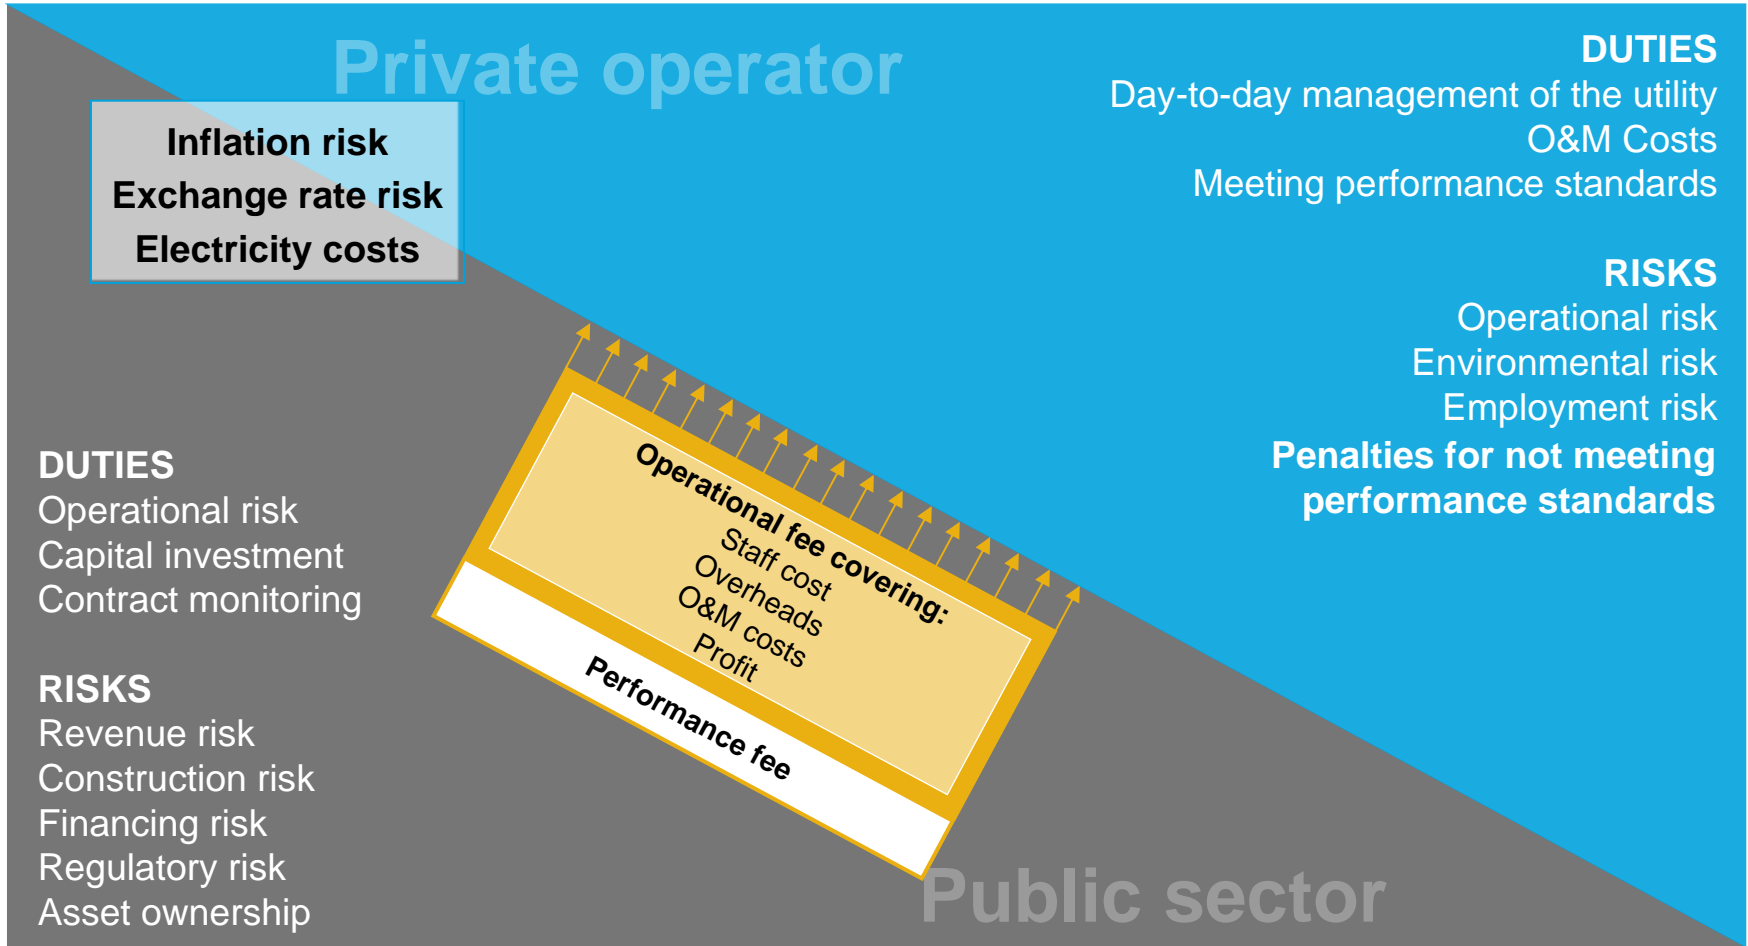 Private operator
Inflation risk
Exchange rate risk
Electricity costs
DUTIES
Day-to-day management of the utility
O&M Costs
Meeting performance standards
RISKS
Operational risk
Environmental risk
Employment risk
Penalties for not meeting
performance standards
Operational fee covering:
Staff cost
Overheads
O&M costs
Profit
Performance fee
DUTIES
Operational risk
Capital investment
Contract monitoring
RISKS
Revenue risk
Construction risk
Financing risk
Regulatory risk
Asset ownership
Public sector